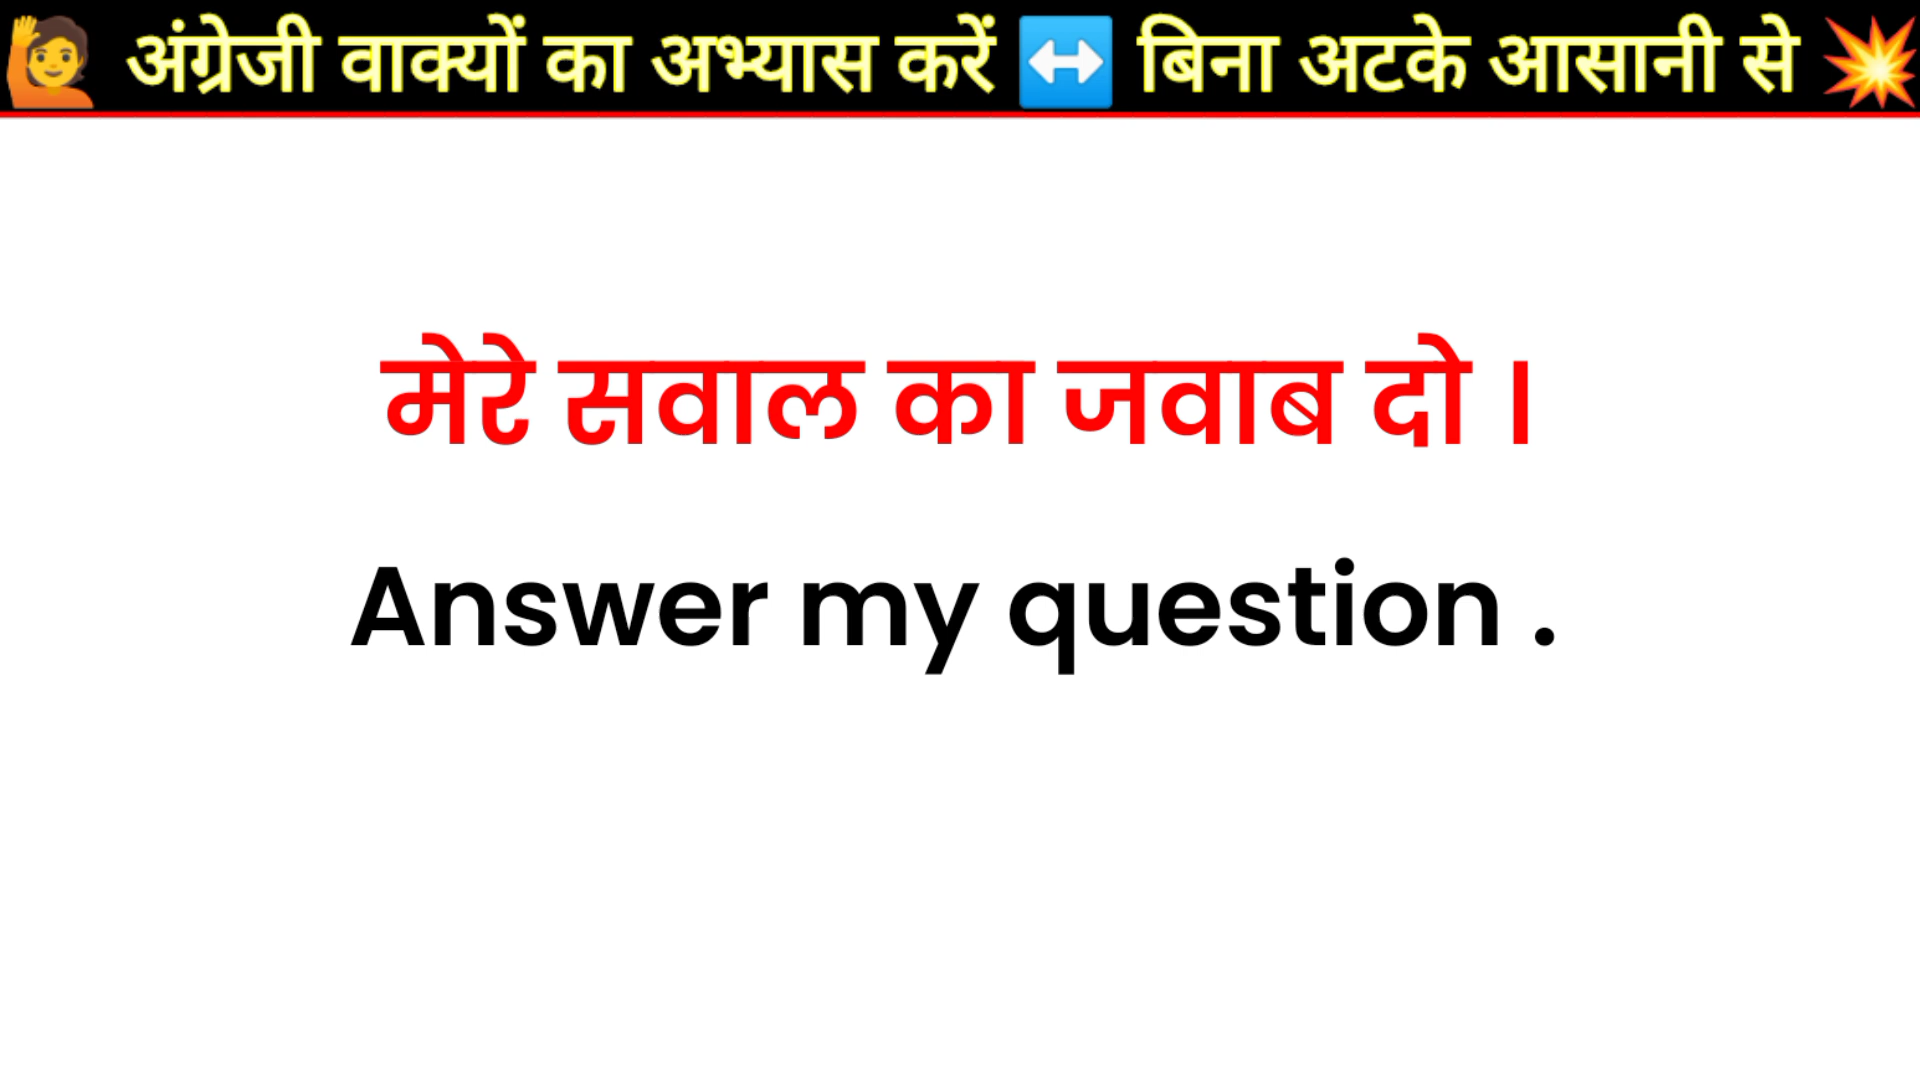 🙋 अंग्रेजी वाक्यों का अभ्यास करें ↔️ बिना अटके आसानी से 💥
मेरे सवाल का जवाब दो ।
Answer my question .